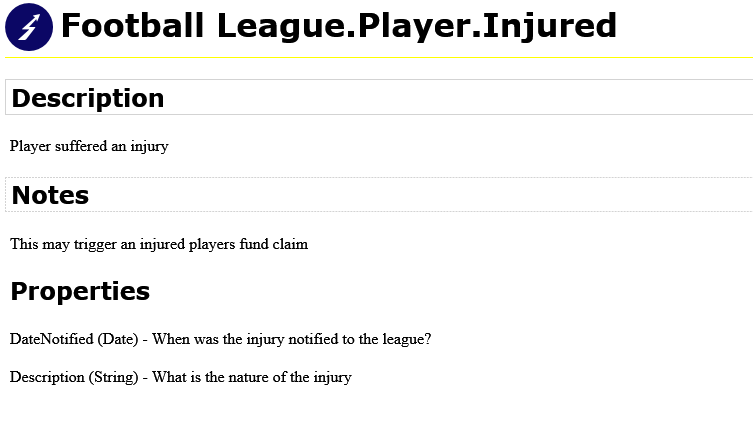 Football League.Player.Injured
Description
Player suffered an injury
Notes
This may trigger an injured players fund claim
Properties
DateNotified (Date) - When was the injury notified to the league?
Description (String) - What is the nature of the injury